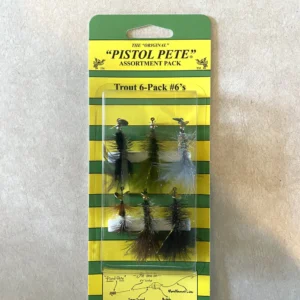 THE "ORIGINAL"
"PISTOL PETE®
ASSORTMENT PACK
Trout 6-Pack #6's